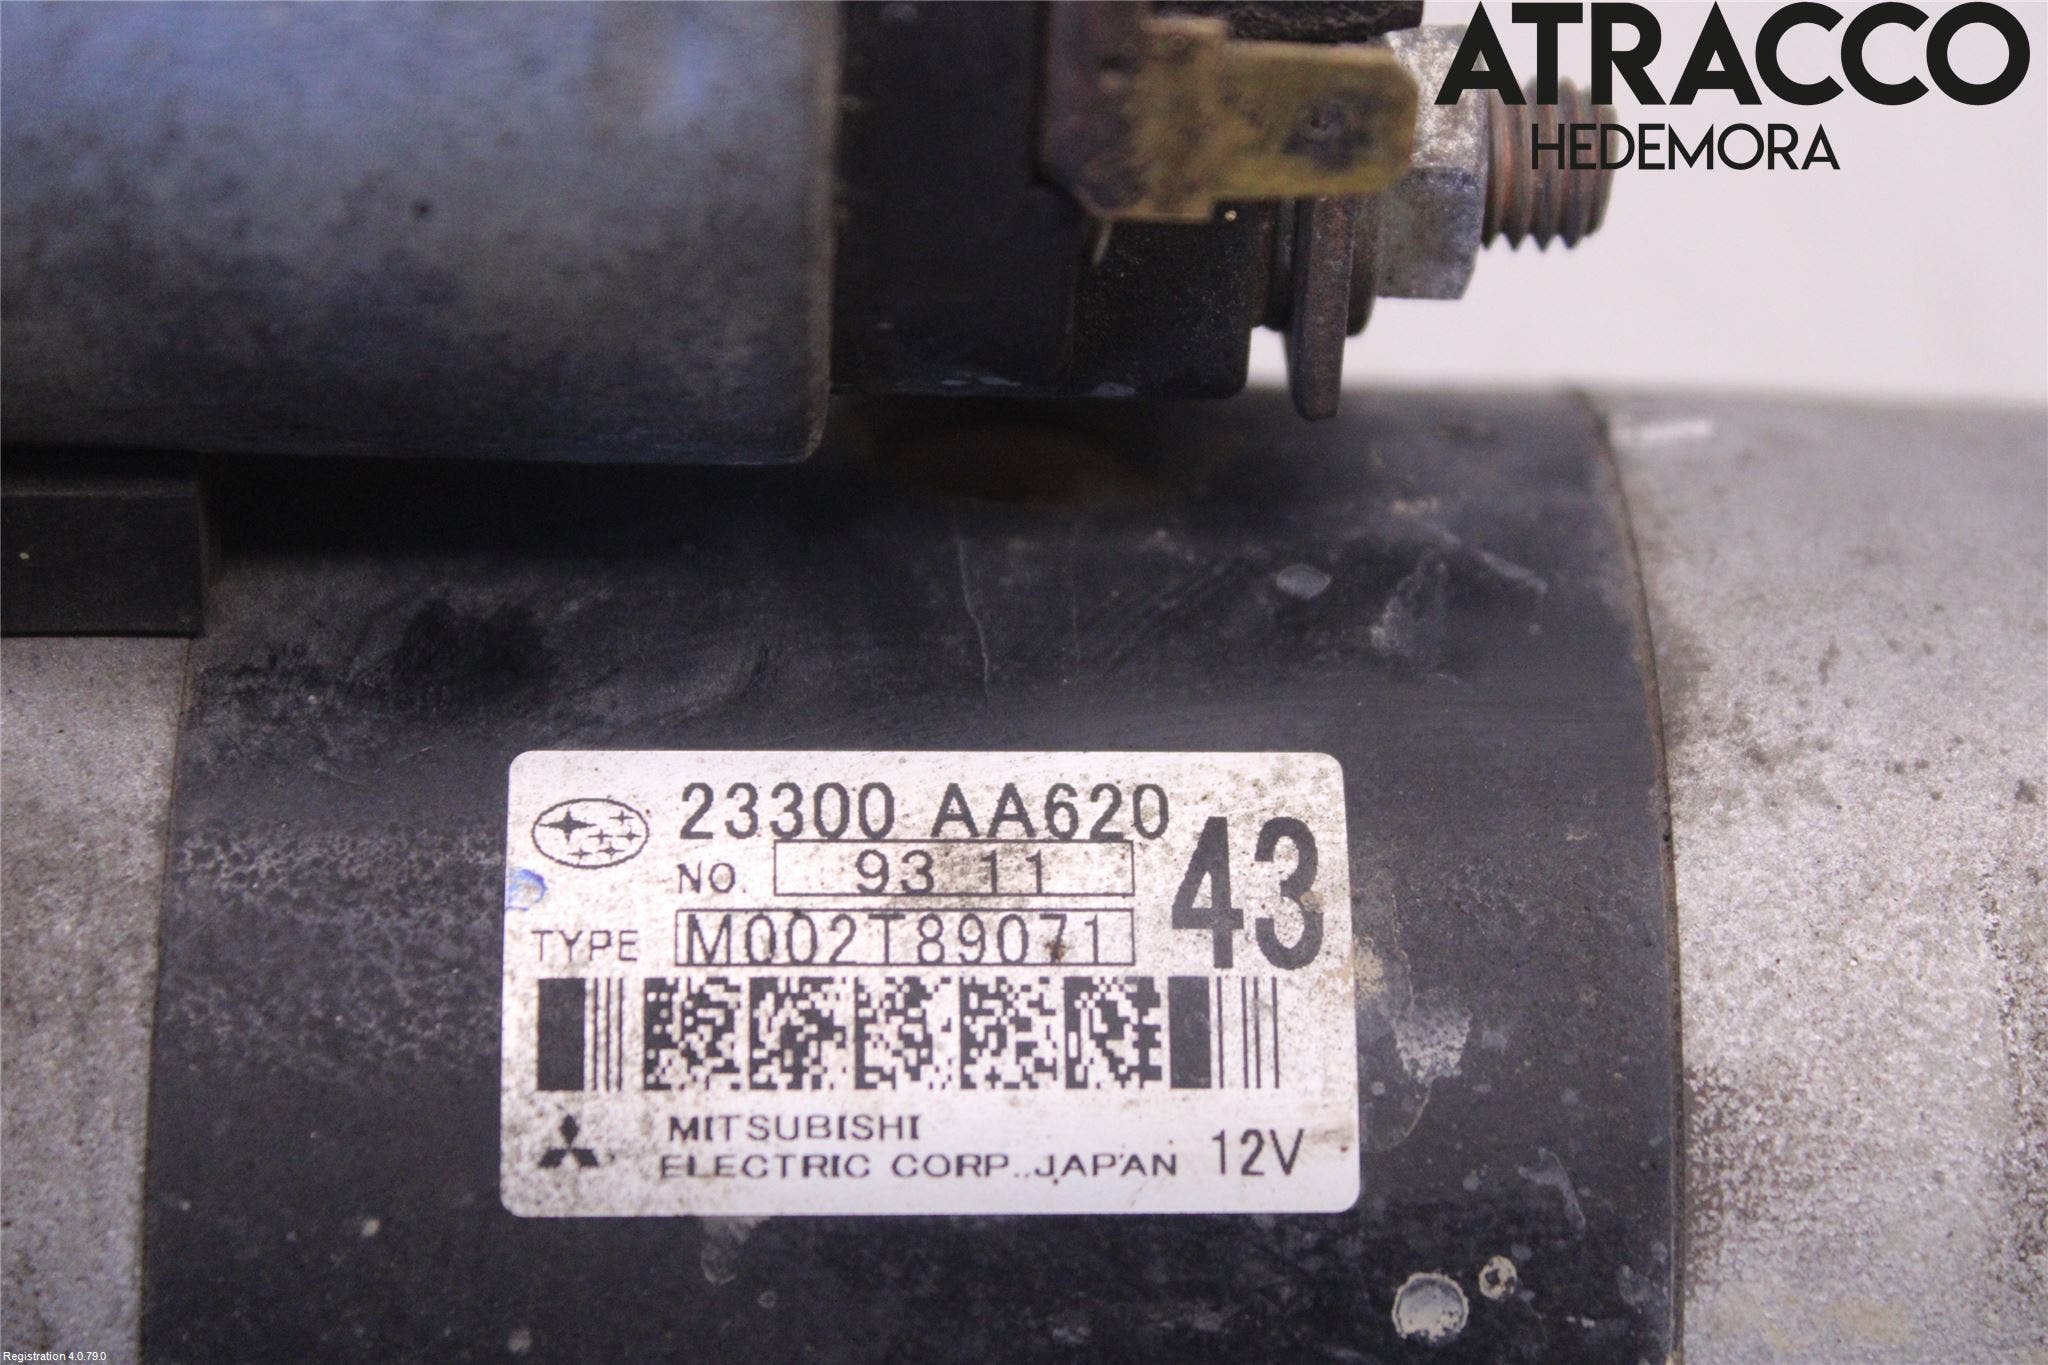 ATRACCO
HEDEMORA
23300 AA620
NO. 93 11
43
TYPE M002T89071
MITSUBISHI
ELECTRIC CORP., JAPAN 12V
Registration 4.0.79.0